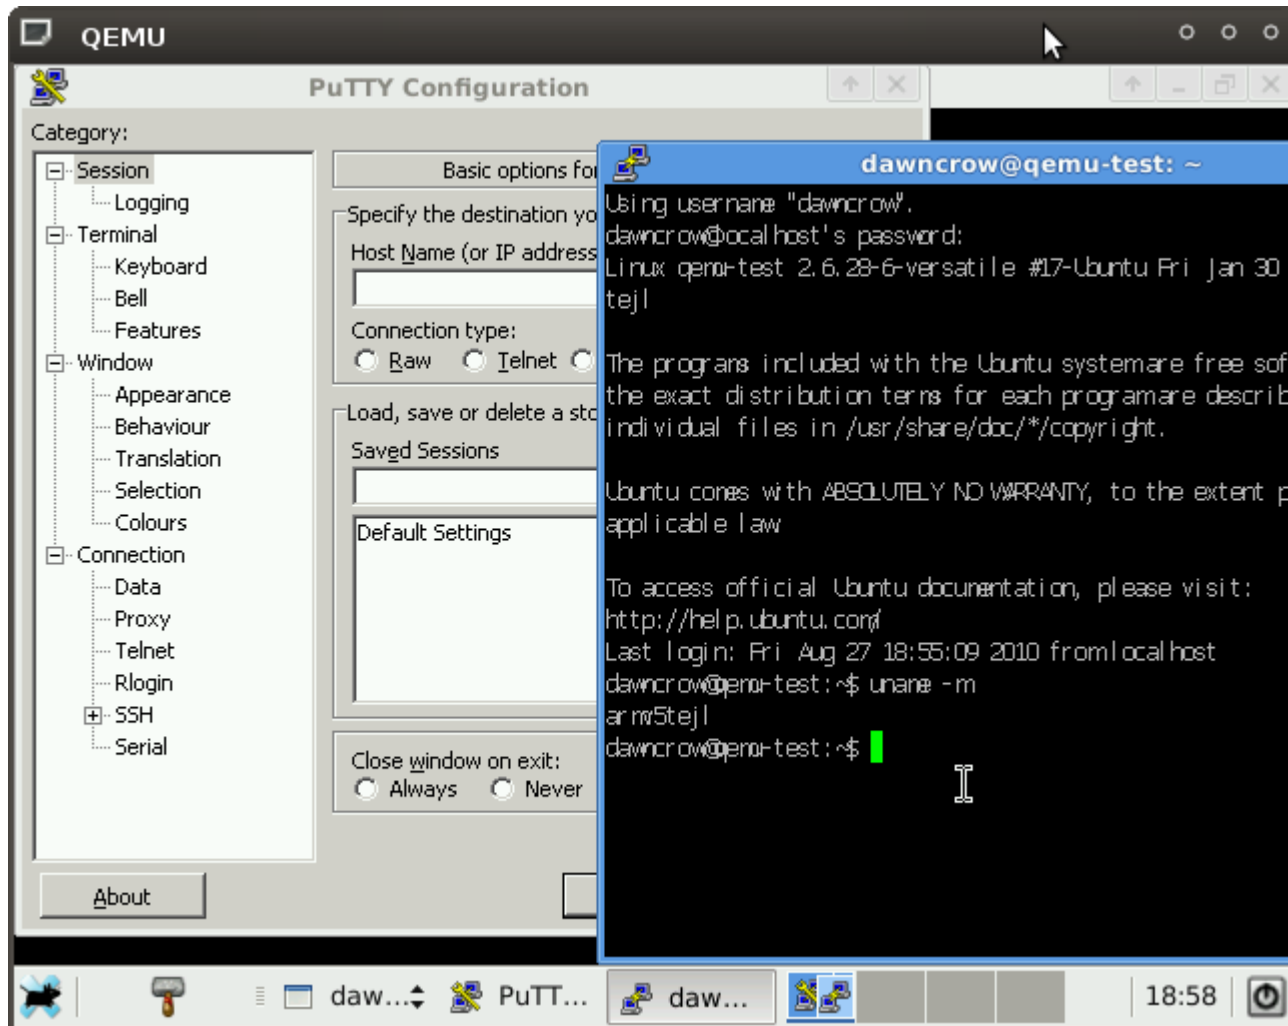 QEMU
PuTTY Configuration
Category:
Session
Logging
Terminal
Keyboard
Bell
Features
Window
Appearance
Behaviour
Translation
Selection
Colours
Connection
Data
Proxy
Telnet
Rlogin
SSH
Serial
About
Basic options for
Specify the destination yo
Host Name (or IP address
Connection type:
Raw Telnet
Load, save or delete a sto
Saved Sessions
Default Settings
Close window on exit:
Always Never
dawncrow@qemu-test: ~
Using username "dawncrow".
dawncrow@localhost's password:
Linux qemu-test 2.6.28-6-versatile #17-Ubuntu Fri Jan 30
tejl
The programs included with the Ubuntu system are free sof
the exact distribution terms for each program are describ
individual files in /usr/share/doc/*/copyright.
Ubuntu comes with ABSOLUTELY NO WARRANTY, to the extent p
applicable law
To access official Ubuntu documentation, please visit:
http://help.ubuntu.com/
Last login: Fri Aug 27 18:55:09 2010 from localhost
dawncrow@qemu-test:~$ uname -m
armv5tejl
dawncrow@qemu-test:~$
daw... PuTT... daw... 18:58